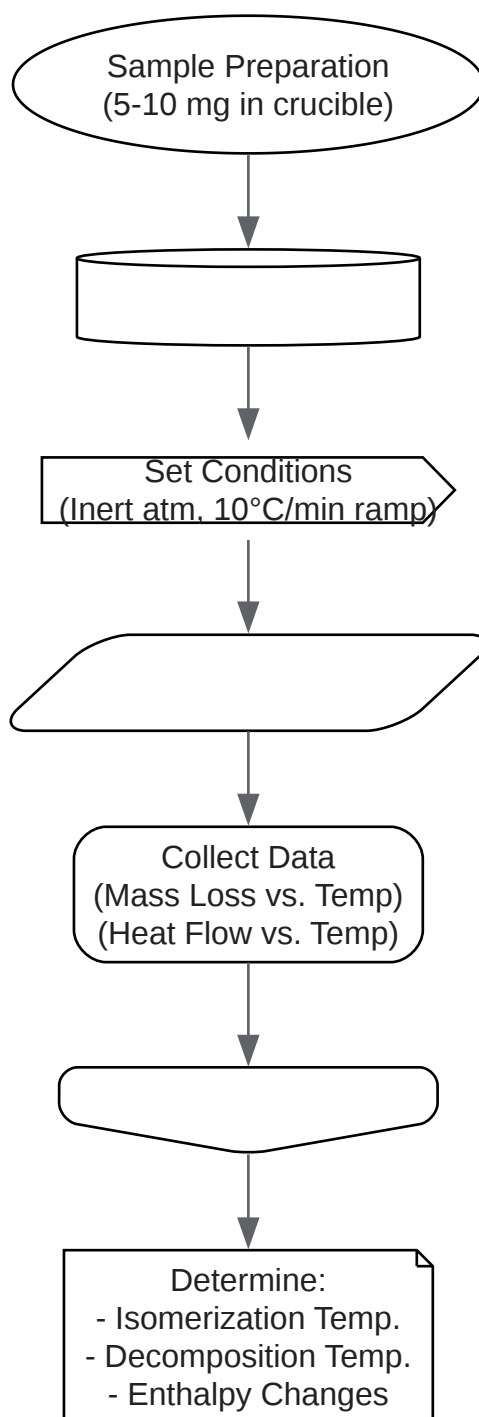 Sample Preparation
(5-10 mg in crucible)
Set Conditions
(Inert atm, 10°C/min ramp)
Collect Data
(Mass Loss vs. Temp)
(Heat Flow vs. Temp)
Determine:
- Isomerization Temp.
- Decomposition Temp.
- Enthalpy Changes